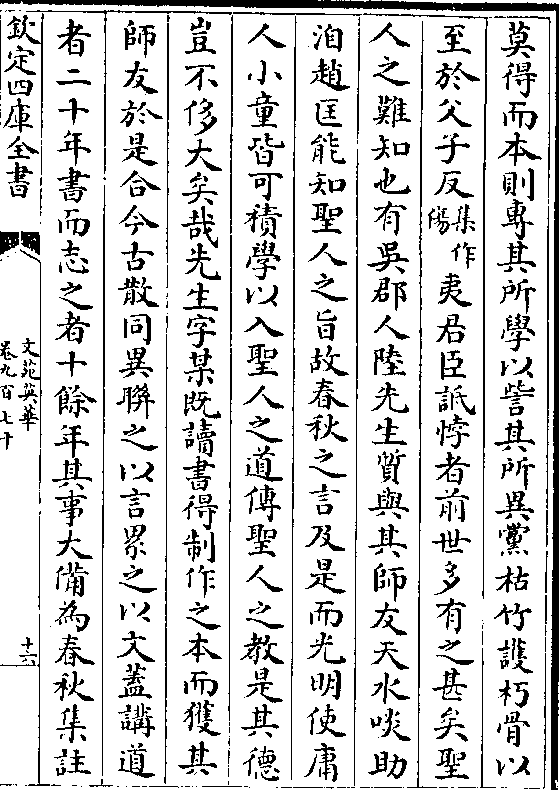 莫得而本則專其所學以訾其所異黨枯竹護朽骨以
至於父子反集作傷夷君臣詆悖者前世多有之甚矣聖
人之難知也有吳郡人陸先生質與其師友天水啖助
洎趙匡能知聖人之旨故春秋之言及是而光明使庸
人小童皆可積學以入聖人之道傳聖人之教是其德
豈不侈大矣哉先生字某既讀書得制作之本而獲其
師友於是合今古散同異聯之以言累之以文蓋講道
者二十年書而志之者十餘年其事大備為春秋集註
欽定四庫全書
文苑英華
卷九百七十
十六